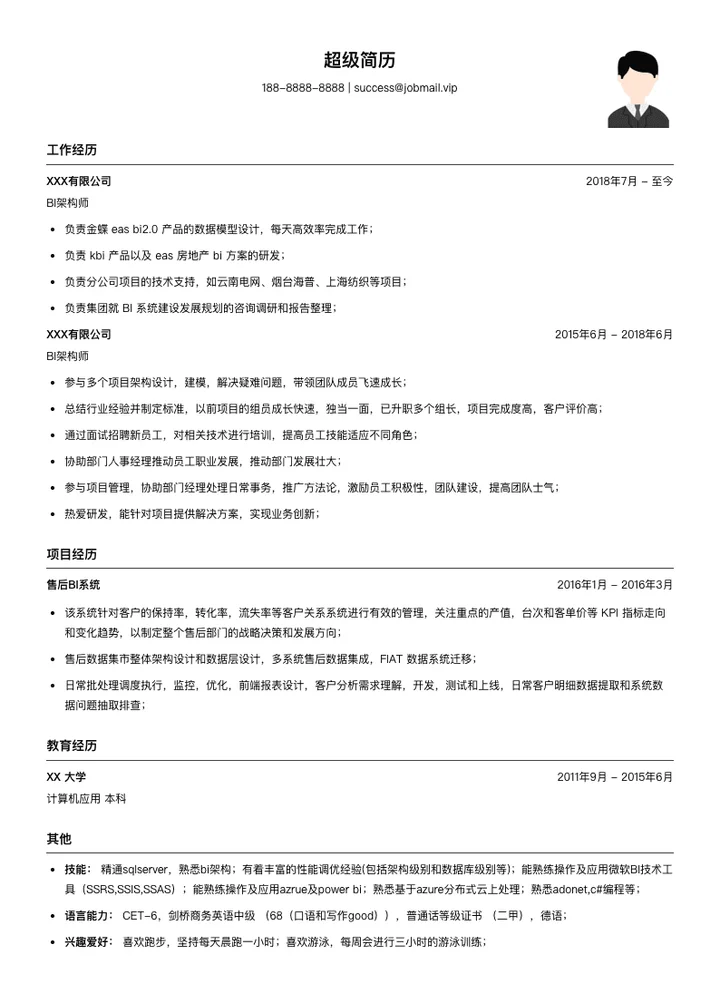 超级简历
188-8888-8888 | success@jobmail.vip
工作经历
XXX有限公司 2018年7月 – 至今
BI架构师
• 负责金蝶 eas bi2.0 产品的数据模型设计，每天高效率完成工作；
• 负责 kbi 产品以及 eas 房地产 bi 方案的研发；
• 负责分公司项目的技术支持，如云南电网、烟台海普、上海纺织等项目；
• 负责集团就 BI 系统建设发展规划的咨询调研和报告整理；
XXX有限公司 2015年6月 – 2018年6月
BI架构师
• 参与多个项目架构设计，建模，解决疑难问题，带领团队成员飞速成长；
• 总结行业经验并制定标准，以前项目的组员成长快速，独当一面，已升职多个组长，项目完成度高，客户评价高；
• 通过面试招聘新员工，对相关技术进行培训，提高员工技能适应不同角色；
• 协助部门人事经理推动员工职业发展，推动部门发展壮大；
• 参与项目管理，协助部门经理处理日常事务，推广方法论，激励员工积极性，团队建设，提高团队士气；
• 热爱研发，能针对项目提供解决方案，实现业务创新；
项目经历
售后BI系统 2016年1月 – 2016年3月
• 该系统针对客户的保持率，转化率，流失率等客户关系系统进行有效的管理，关注重点的产值，台次和客单价等 KPI 指标走向
和变化趋势，以制定整个售后部门的战略决策和发展方向；
• 售后数据集市整体架构设计和数据层设计，多系统售后数据集成，FIAT 数据系统迁移；
• 日常批处理调度执行，监控，优化，前端报表设计，客户分析需求理解，开发，测试和上线，日常客户明细数据提取和系统数
据问题抽取排查；
教育经历
XX 大学 2011年9月 – 2015年6月
计算机应用 本科
其他
• 技能： 精通sqlserver，熟悉bi架构；有着丰富的性能调优经验(包括架构级别和数据库级别等)；能熟练操作及应用微软BI技术工
具（SSRS,SSIS,SSAS）；能熟练操作及应用azrue及power bi；熟悉基于azure分布式云上处理；熟悉adonet,c#编程等；
• 语言能力： CET-6，剑桥商务英语中级 （68（口语和写作good）），普通话等级证书 （二甲），德语；
• 兴趣爱好： 喜欢跑步，坚持每天晨跑一小时；喜欢游泳，每周会进行三小时的游泳训练；